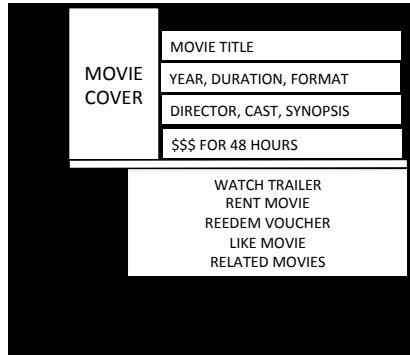 MOVIE
COVER
MOVIE TITLE
YEAR, DURATION, FORMAT
DIRECTOR, CAST, SYNOPSIS
$$$ FOR 48 HOURS
WATCH TRAILER
RENT MOVIE
REEDEM VOUCHER
LIKE MOVIE
RELATED MOVIES